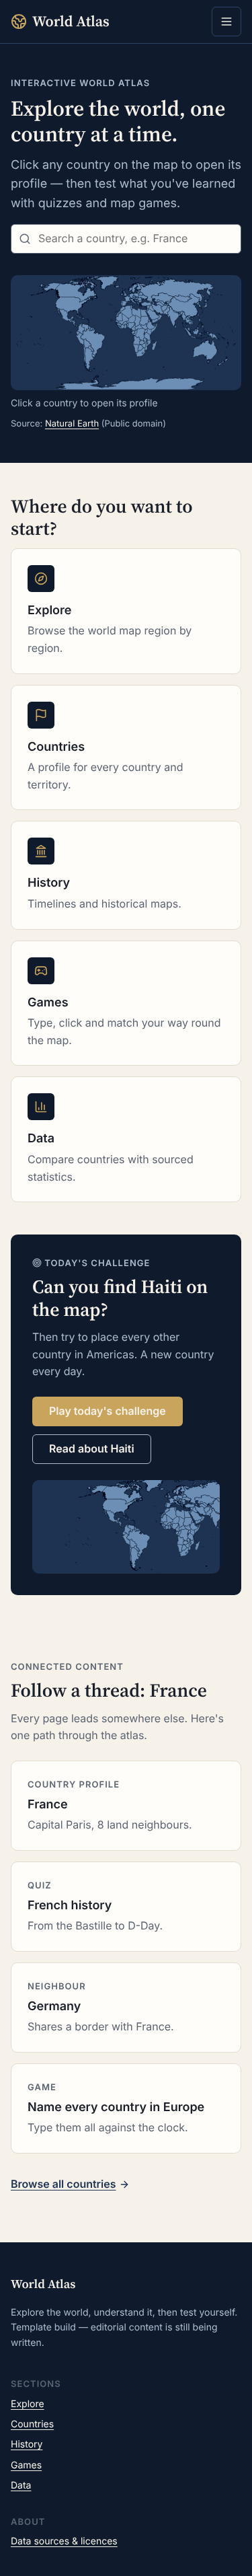 World Atlas
INTERACTIVE WORLD ATLAS
Explore the world, one
country at a time.
Click any country on the map to open its
profile — then test what you've learned
with quizzes and map games.
Search a country, e.g. France
Click a country to open its profile
Source: Natural Earth (Public domain)
Where do you want to
start?
Explore
Browse the world map region by
region.
Countries
A profile for every country and
territory.
History
Timelines and historical maps.
Games
Type, click and match your way round
the map.
Data
Compare countries with sourced
statistics.
TODAY'S CHALLENGE
Can you find Haiti on
the map?
Then try to place every other
country in Americas. A new country
every day.
Play today's challenge
Read about Haiti
CONNECTED CONTENT
Follow a thread: France
Every page leads somewhere else. Here's
one path through the atlas.
COUNTRY PROFILE
France
Capital Paris, 8 land neighbours.
QUIZ
French history
From the Bastille to D-Day.
NEIGHBOUR
Germany
Shares a border with France.
GAME
Name every country in Europe
Type them all against the clock.
Browse all countries →
World Atlas
Explore the world, understand it, then test yourself.
Template build — editorial content is still being
written.
SECTIONS
Explore
Countries
History
Games
Data
ABOUT
Data sources & licences